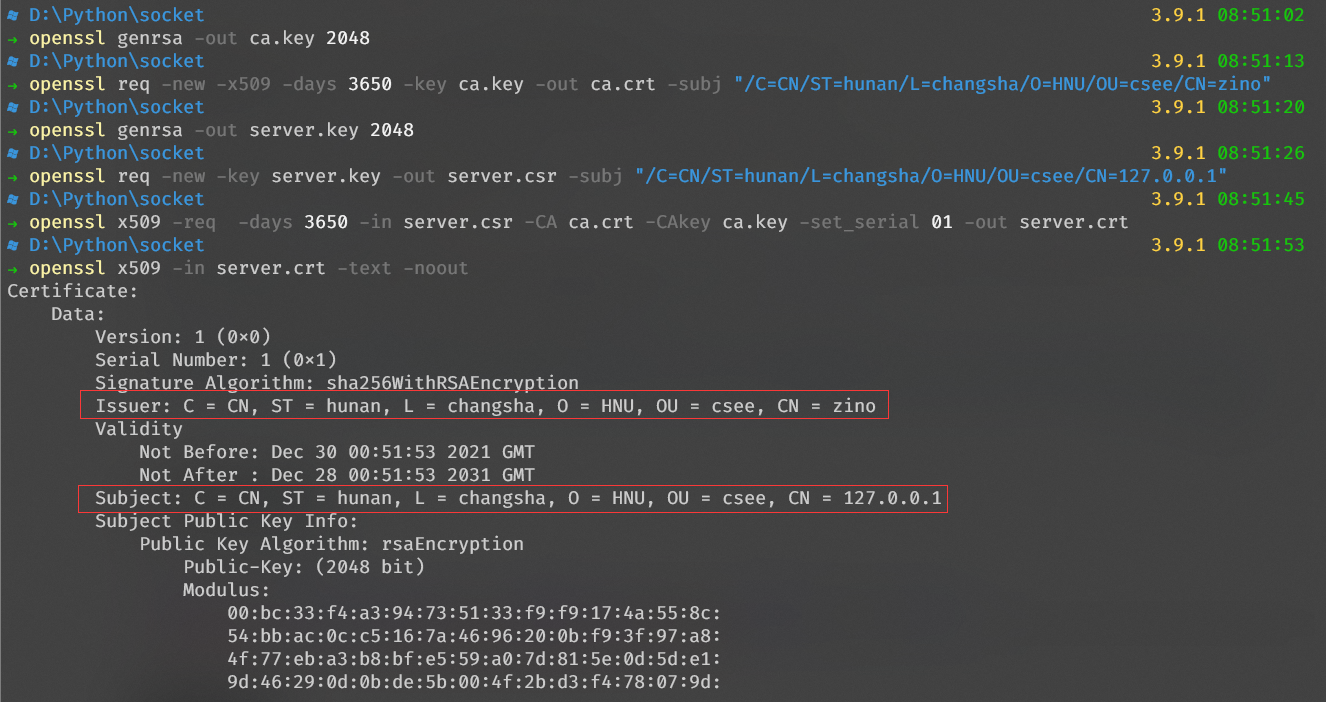 D:\Python\socket 3.9.1 08:51:02
→ openssl genrsa -out ca.key 2048
D:\Python\socket 3.9.1 08:51:13
→ openssl req -new -x509 -days 3650 -key ca.key -out ca.crt -subj "/C=CN/ST=hunan/L=changsha/O=HNU/OU=csee/CN=zino"
D:\Python\socket 3.9.1 08:51:20
→ openssl genrsa -out server.key 2048
D:\Python\socket 3.9.1 08:51:26
→ openssl req -new -key server.key -out server.csr -subj "/C=CN/ST=hunan/L=changsha/O=HNU/OU=csee/CN=127.0.0.1"
D:\Python\socket 3.9.1 08:51:45
→ openssl x509 -req  -days 3650 -in server.csr -CA ca.crt -CAkey ca.key -set_serial 01 -out server.crt
D:\Python\socket 3.9.1 08:51:53
→ openssl x509 -in server.crt -text -noout
Certificate:
    Data:
        Version: 1 (0×0)
        Serial Number: 1 (0×1)
        Signature Algorithm: sha256WithRSAEncryption
        Issuer: C = CN, ST = hunan, L = changsha, O = HNU, OU = csee, CN = zino
        Validity
            Not Before: Dec 30 00:51:53 2021 GMT
            Not After : Dec 28 00:51:53 2031 GMT
        Subject: C = CN, ST = hunan, L = changsha, O = HNU, OU = csee, CN = 127.0.0.1
        Subject Public Key Info:
            Public Key Algorithm: rsaEncryption
                Public-Key: (2048 bit)
                Modulus:
                    00:bc:33:f4:a3:94:73:51:33:f9:f9:17:4a:55:8c:
                    54:bb:ac:0c:c5:16:7a:46:96:20:0b:f9:3f:97:a8:
                    4f:77:eb:a3:b8:bf:e5:59:a0:7d:81:5e:0d:5d:e1:
                    9d:46:29:0d:0b:de:5b:00:4f:2b:d3:f4:78:07:9d: